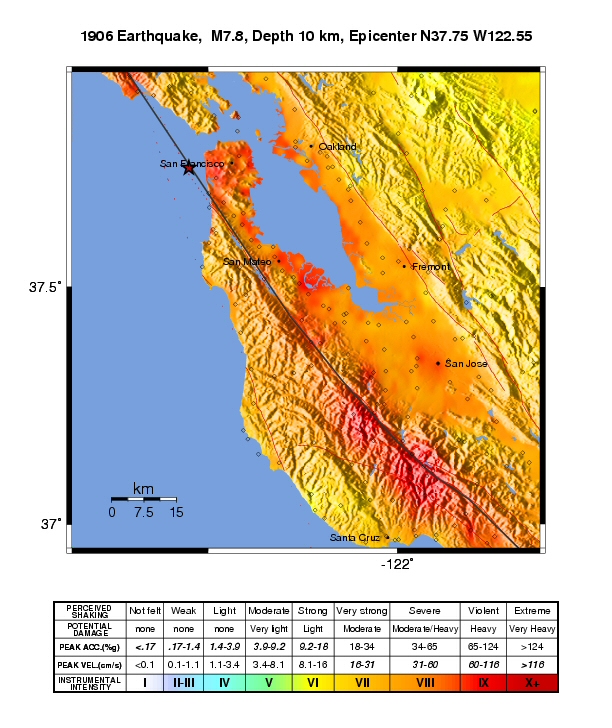 1906 Earthquake, M7.8, Depth 10 km, Epicenter N37.75 W122.55
Oakland
San Francisco
San Mateo
Fremont
37.5˚
San Jose
km
0 7.5 15
37˚
Santa Cruz
-122˚
PERCEIVED SHAKING Not felt Weak Light Moderate Strong Very strong Severe Violent Extreme
POTENTIAL DAMAGE none none none Very light Light Moderate Moderate/Heavy Heavy Very Heavy
PEAK ACC.(%g) <.17 .17-1.4 1.4-3.9 3.9-9.2 9.2-18 18-34 34-65 65-124 >124
PEAK VEL.(cm/s) <0.1 0.1-1.1 1.1-3.4 3.4-8.1 8.1-16 16-31 31-60 60-116 >116
INSTRUMENTAL INTENSITY I II-III IV V VI VII VIII IX X+